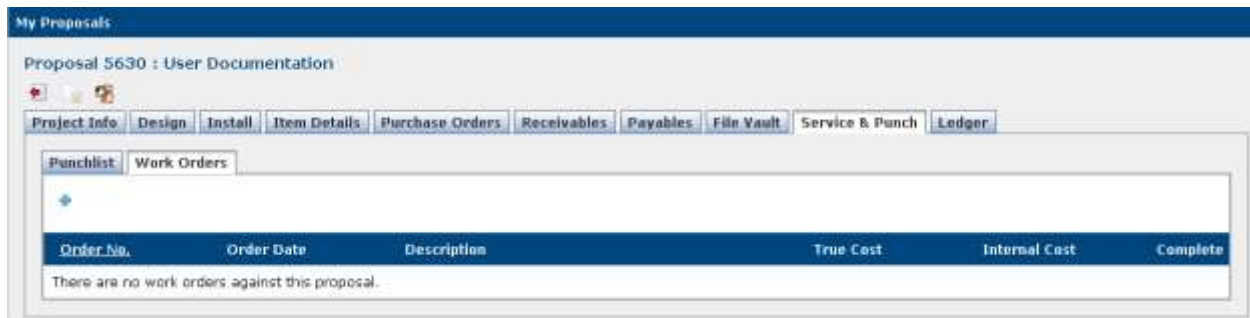 My Proposals
Proposal 5630 : User Documentation
Project Info Design Install Item Details Purchase Orders Receivables Payables File Vault Service & Punch Ledger
Punchlist Work Orders
Order No. Order Date Description True Cost Internal Cost Complete
There are no work orders against this proposal.